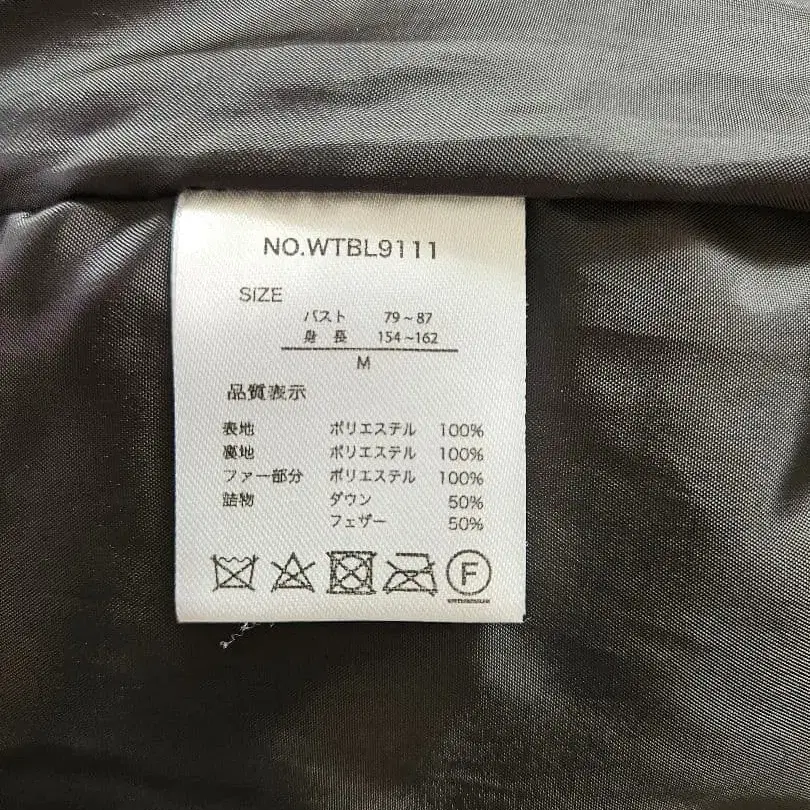 NO.WTBL9111
SIZE
バスト 79～87
身長 154～162
M
品質表示
表地 ポリエステル 100%
裏地 ポリエステル 100%
ファー部分 ポリエステル 100%
詰物 ダウン 50%
フェザー 50%
F